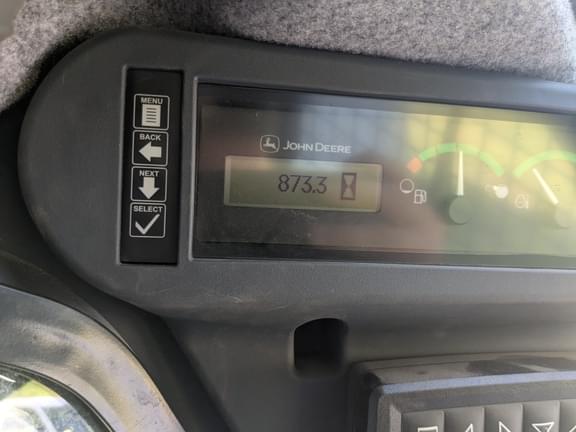 MENU
BACK
NEXT
SELECT
JOHN DEERE
873.3